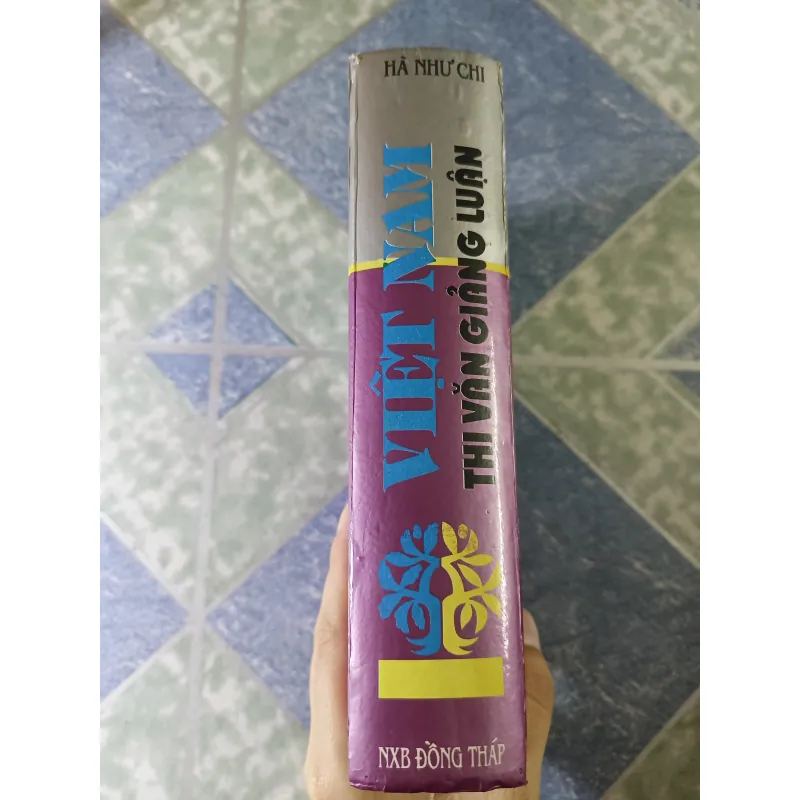 HÀ NHƯ CHI
VIỆT NAM
THI VĂN GIẢNG LUẬN
NXB ĐỒNG THÁP